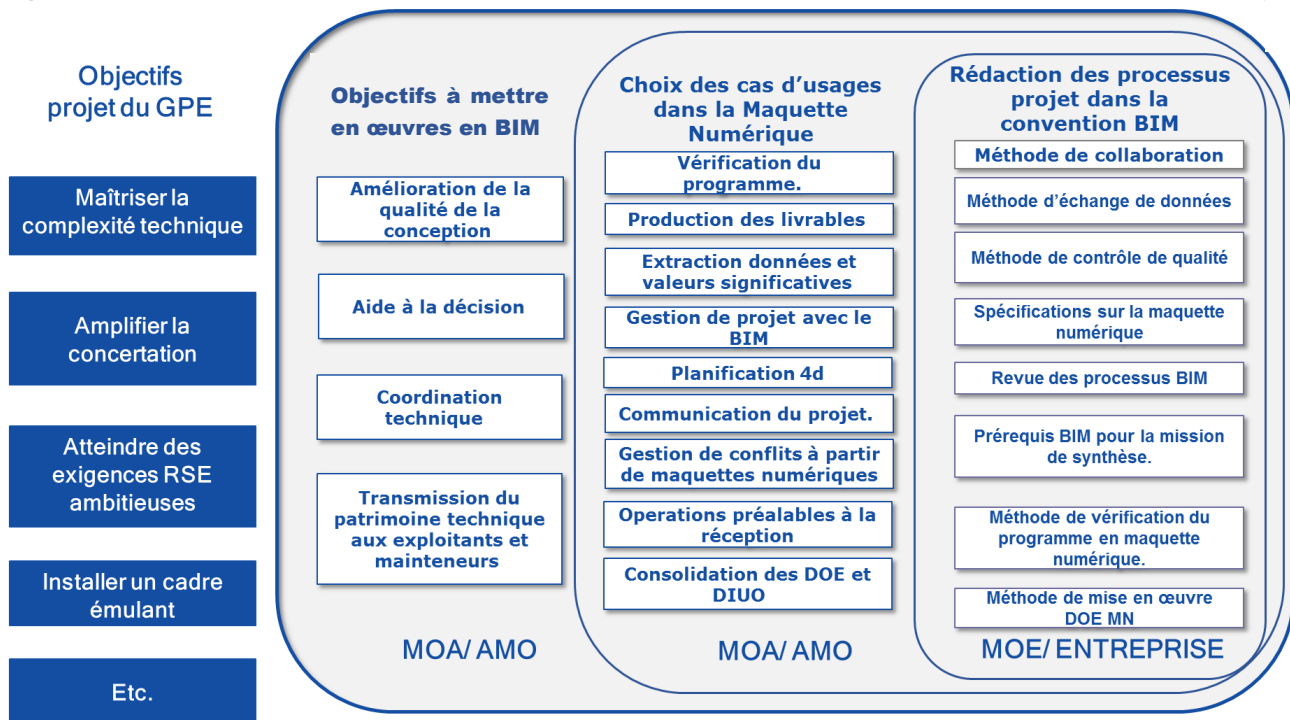 Objectifs
projet du GPE
Maîtriser la
complexité technique
Amplifier la
concertation
Atteindre des
exigences RSE
ambitieuses
Installer un cadre
émulant
Etc.
Objectifs à mettre
en œuvres en BIM
Amélioration de la
qualité de la
conception
Aide à la décision
Coordination
technique
Transmission du
patrimoine technique
aux exploitants et
mainteneurs
MOA/ AMO
Choix des cas d’usages
dans la Maquette
Numérique
Vérification du
programme.
Production des livrables
Extraction données et
valeurs significatives
Gestion de projet avec le
BIM
Planification 4d
Communication du projet.
Gestion de conflits à partir
de maquettes numériques
Operations préalables à la
réception
Consolidation des DOE et
DIUO
MOA/ AMO
Rédaction des processus
projet dans la
convention BIM
Méthode de collaboration
Méthode d’échange de données
Méthode de contrôle de qualité
Spécifications sur la maquette
numérique
Revue des processus BIM
Prérequis BIM pour la mission
de synthèse.
Méthode de vérification du
programme en maquette
numérique.
Méthode de mise en œuvre
DOE MN
MOE/ ENTREPRISE